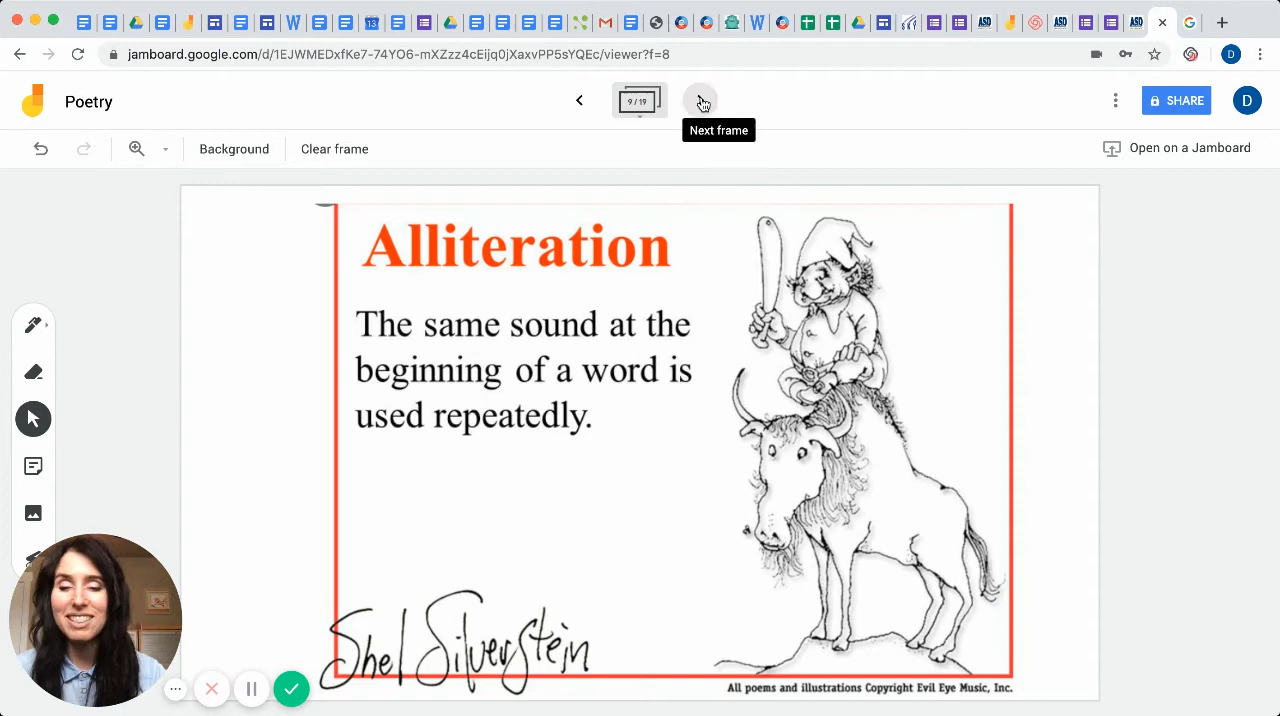 jamboard.google.com/d/1EJWMEDxfKe7-74YO6-mXZzz4cEijq0jXaxvPP5sYQEc/viewer?f=8
D
Poetry
9 / 19
SHARE
D
Next frame
Background
Clear frame
Open on a Jamboard
Alliteration
The same sound at the
beginning of a word is
used repeatedly.
Shel Silverstein
All poems and illustrations Copyright Evil Eye Music, Inc.